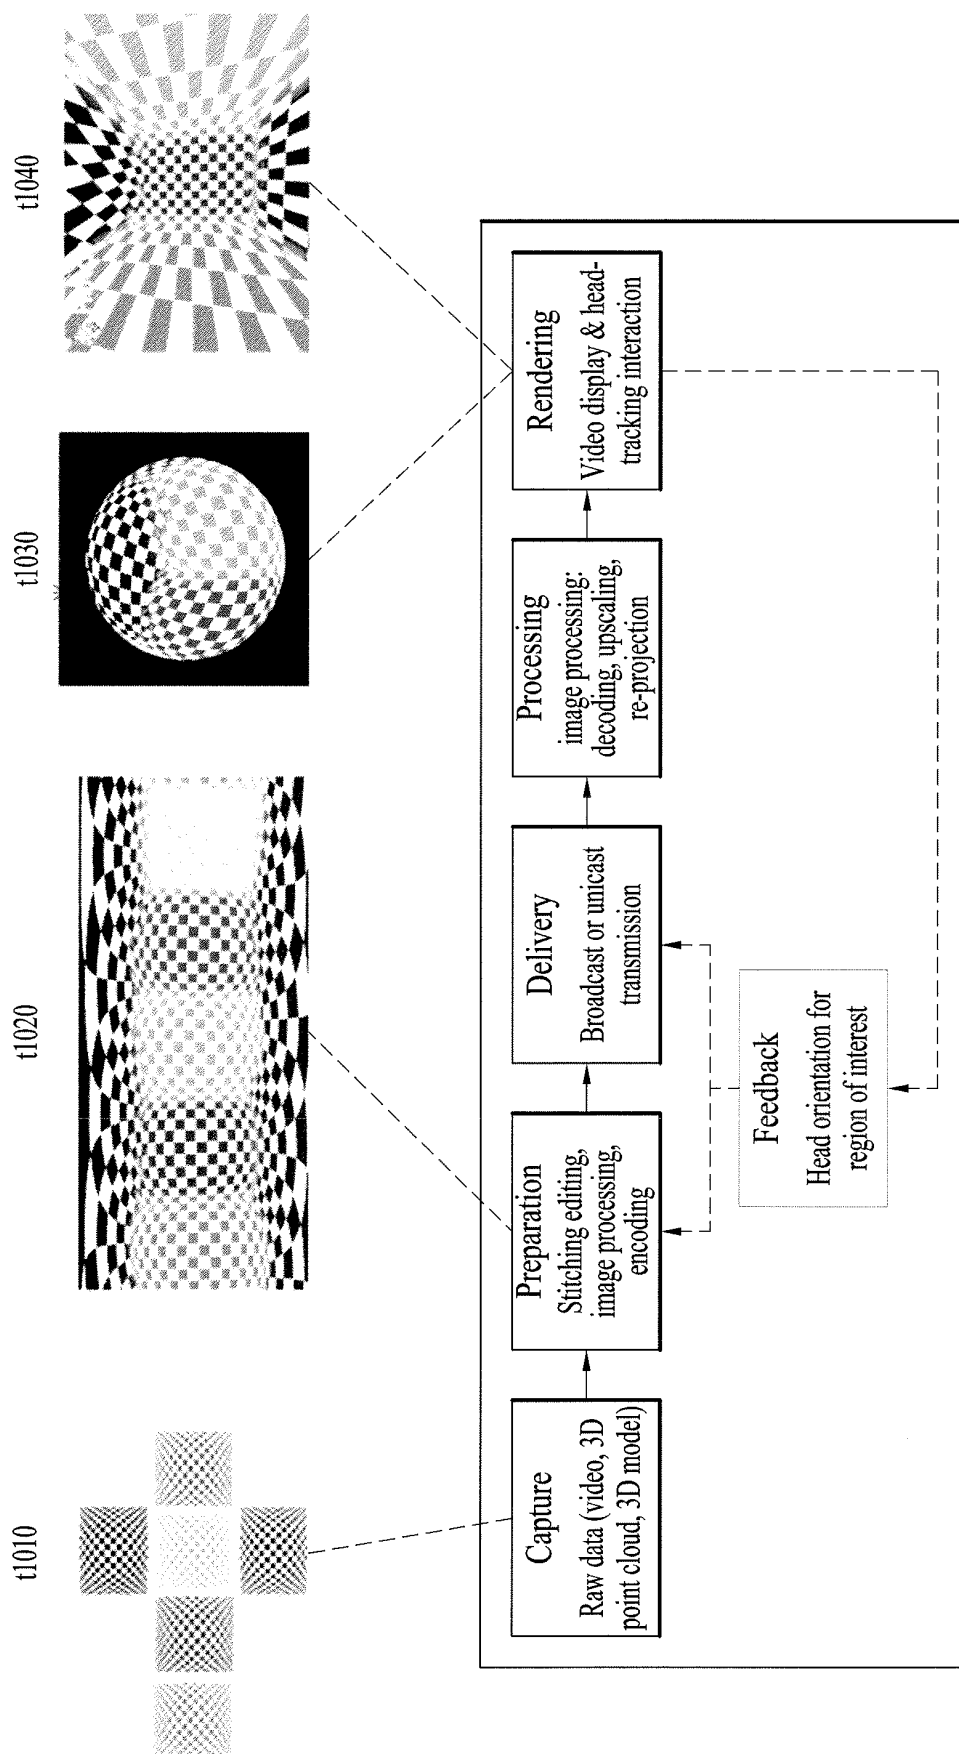 t1010
t1020
t1030
t1040
Capture
Raw data (video, 3D
point cloud, 3D model)
Preparation
Stitching editing,
image processing,
encoding
Delivery
Broadcast or unicast
transmission
Processing
image processing:
decoding, upscaling,
re-projection
Rendering
Video display & head-
tracking interaction
Feedback
Head orientation for
region of interest